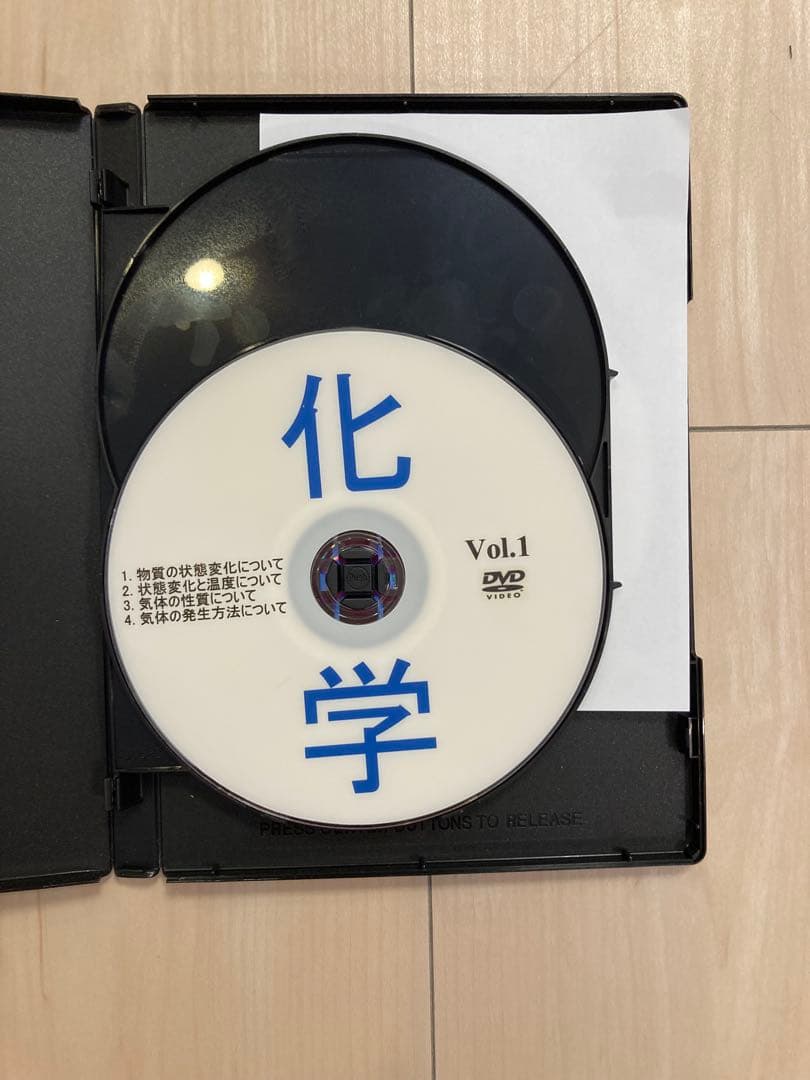 化
1. 物質の状態変化について
2. 状態変化と温度について
3. 気体の性質について
4. 気体の発生方法について
Vol.1
DVD
VIDEO
学
TO RELEASE